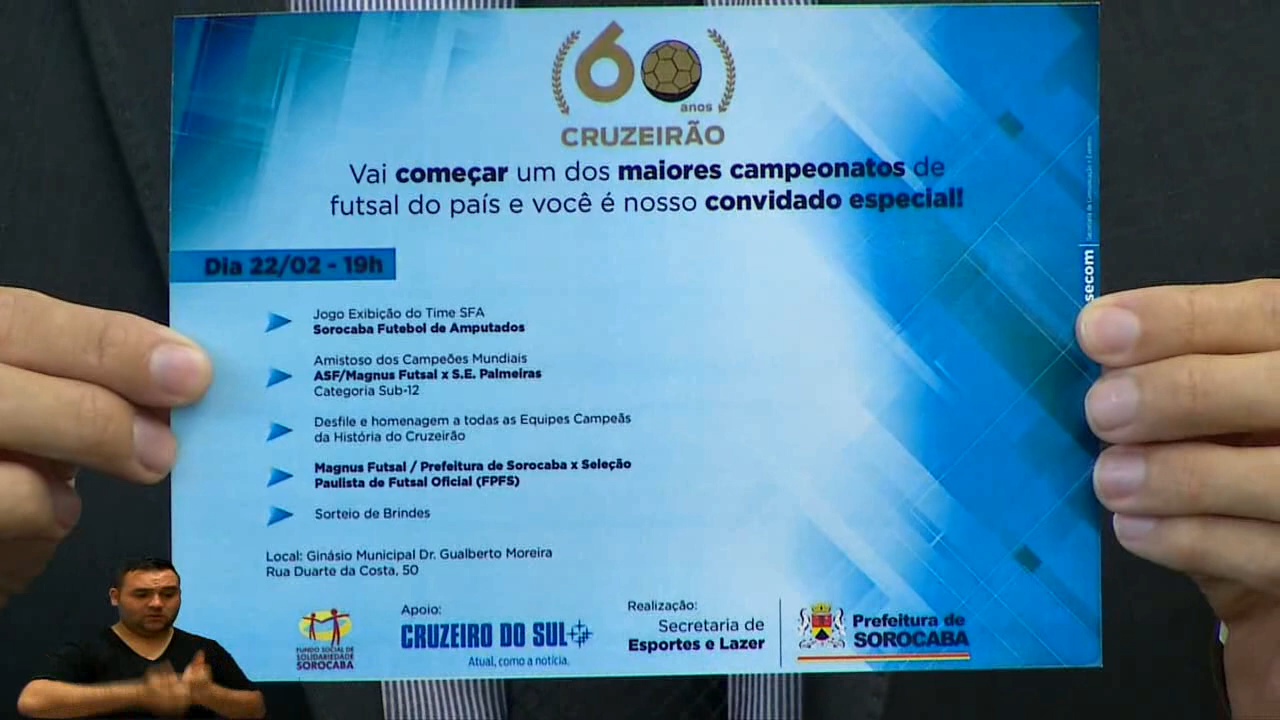 60
anos
CRUZEIRÃO
Vai começar um dos maiores campeonatos de
futsal do país e você é nosso convidado especial!
Dia 22/02 - 19h
Jogo Exibição do Time SFA
Sorocaba Futebol de Amputados
Amistoso dos Campeões Mundiais
ASF/Magnus Futsal x S.E. Palmeiras
Categoria Sub-12
Desfile e homenagem a todas as Equipes Campeãs
da História do Cruzeirão
Magnus Futsal / Prefeitura de Sorocaba x Seleção
Paulista de Futsal Oficial (FPFS)
Sorteio de Brindes
Local: Ginásio Municipal Dr. Gualberto Moreira
Rua Duarte da Costa, 50
FUNDO SOCIAL DE
SOLIDARIEDADE
SOROCABA
Apoio:
CRUZEIRO DO SUL
Atual, como a notícia.
Realização:
Secretaria de
Esportes e Lazer
Prefeitura de
SOROCABA
secom
Secretaria de Comunicação e Eventos